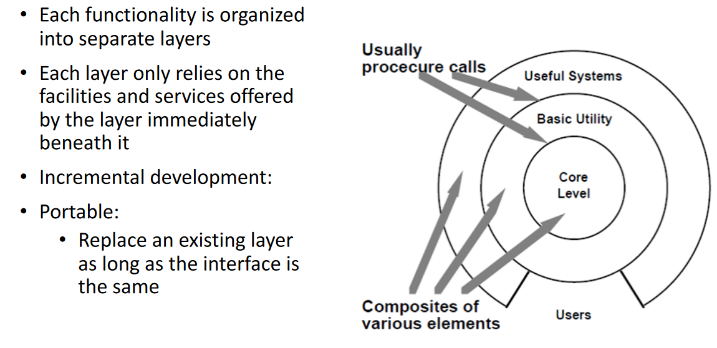 • Each functionality is organized
into separate layers
• Each layer only relies on the
facilities and services offered
by the layer immediately
beneath it
• Incremental development:
• Portable:
• Replace an existing layer
as long as the interface is
the same
Usually
procecure calls
Useful Systems
Basic Utility
Core
Level
Users
Composites of
various elements